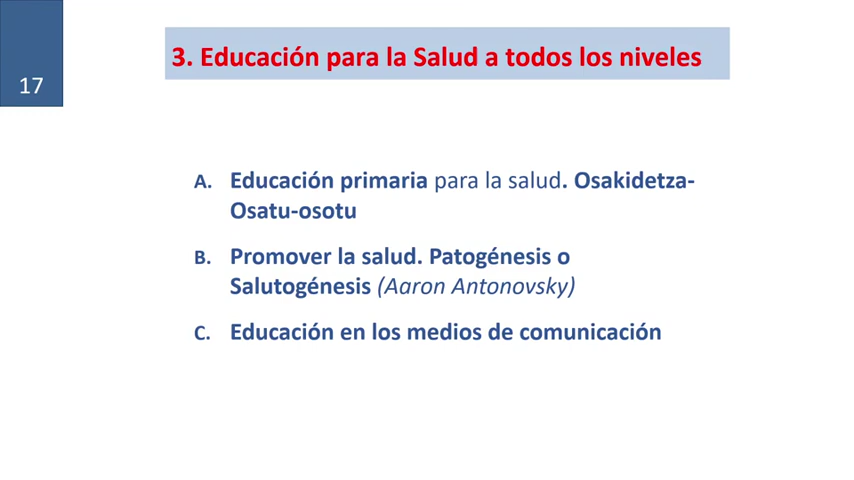 17
3. Educación para la Salud a todos los niveles
A. Educación primaria para la salud. Osakidetza-
Osatu-osotu
B. Promover la salud. Patogénesis o
Salutogénesis (Aaron Antonovsky)
C. Educación en los medios de comunicación